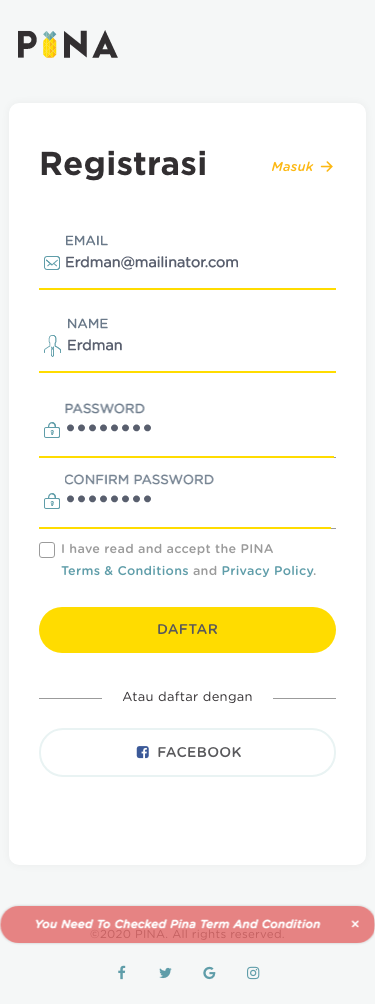 PINA
Registrasi
Masuk →
EMAIL
Erdman@mailinator.com
NAME
Erdman
PASSWORD
••••••••
CONFIRM PASSWORD
••••••••
I have read and accept the PINA
Terms & Conditions and Privacy Policy.
DAFTAR
Atau daftar dengan
FACEBOOK
You Need To Checked Pina Term And Condition ×
©2020 PINA. All rights reserved.